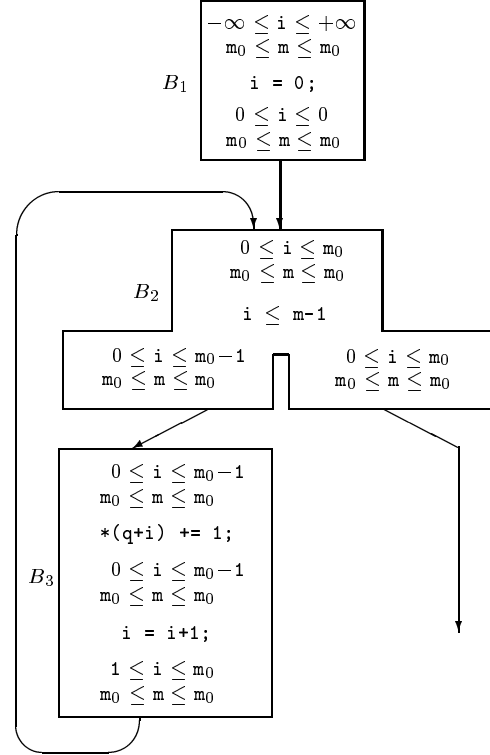 −∞ ≤ i ≤ +∞
m₀ ≤ m ≤ m₀
B₁
i = 0;
0 ≤ i ≤ 0
m₀ ≤ m ≤ m₀
0 ≤ i ≤ m₀
m₀ ≤ m ≤ m₀
B₂
i ≤ m-1
0 ≤ i ≤ m₀−1
m₀ ≤ m ≤ m₀
0 ≤ i ≤ m₀
m₀ ≤ m ≤ m₀
0 ≤ i ≤ m₀−1
m₀ ≤ m ≤ m₀
*(q+i) += 1;
B₃
0 ≤ i ≤ m₀−1
m₀ ≤ m ≤ m₀
i = i+1;
1 ≤ i ≤ m₀
m₀ ≤ m ≤ m₀